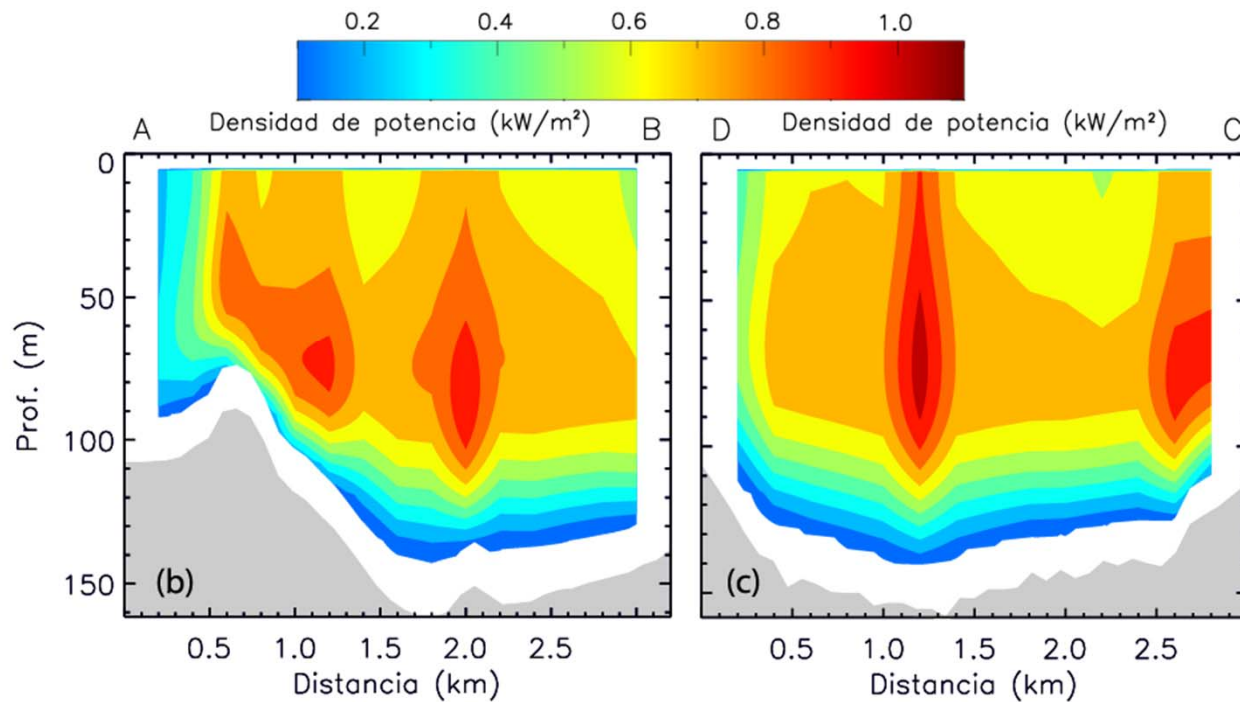 0.2 0.4 0.6 0.8 1.0
A Densidad de potencia (kW/m²) B D Densidad de potencia (kW/m²) C
0
50
100
150
Prof. (m)
(b) (c)
0.5 1.0 1.5 2.0 2.5 0.5 1.0 1.5 2.0 2.5
Distancia (km) Distancia (km)